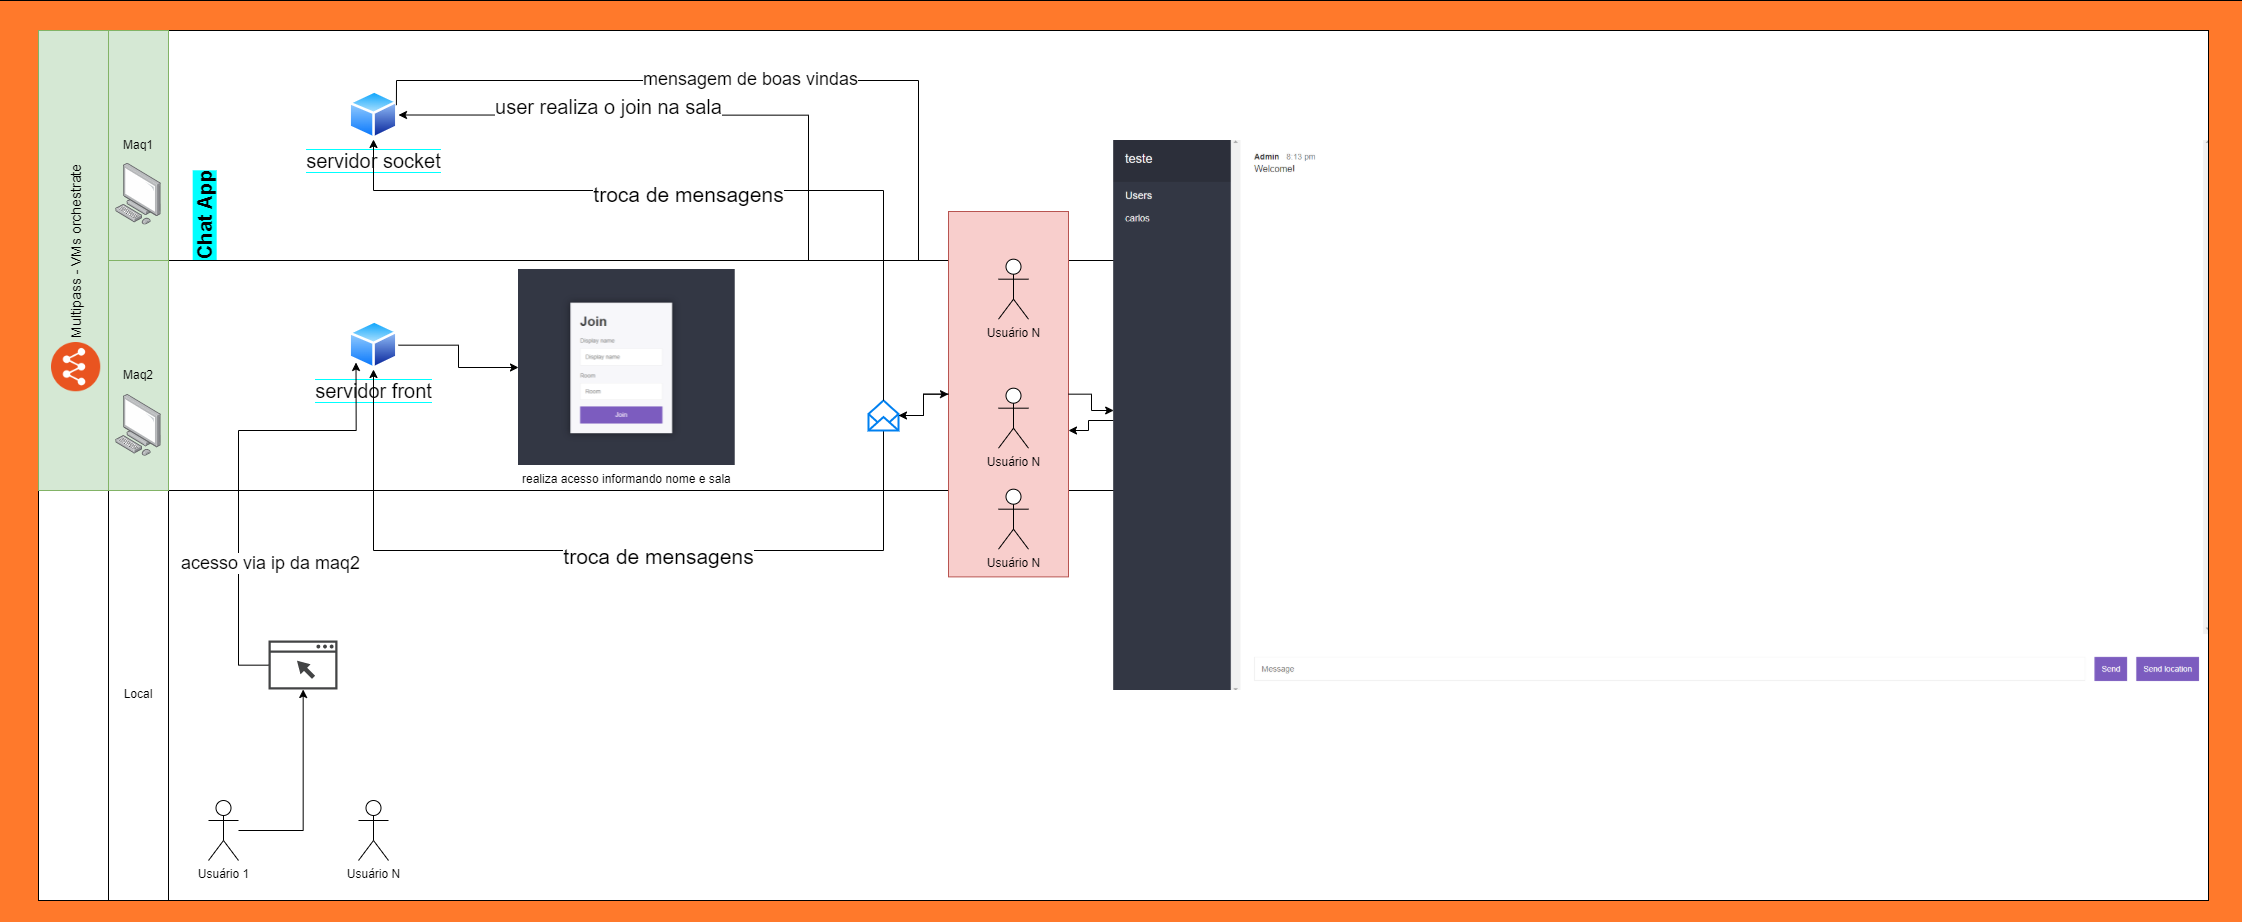 Multipass - VMs orchestrate
Maq1
Chat App
mensagem de boas vindas
user realiza o join na sala
servidor socket
troca de mensagens
Maq2
servidor front
Join
Display name
Display name
Room
Room
Join
realiza acesso informando nome e sala
troca de mensagens
acesso via ip da maq2
Local
Usuário 1
Usuário N
Usuário N
Usuário N
Usuário N
teste
Users
carlos
Admin 8:13 pm
Welcome!
Message
Send
Send location